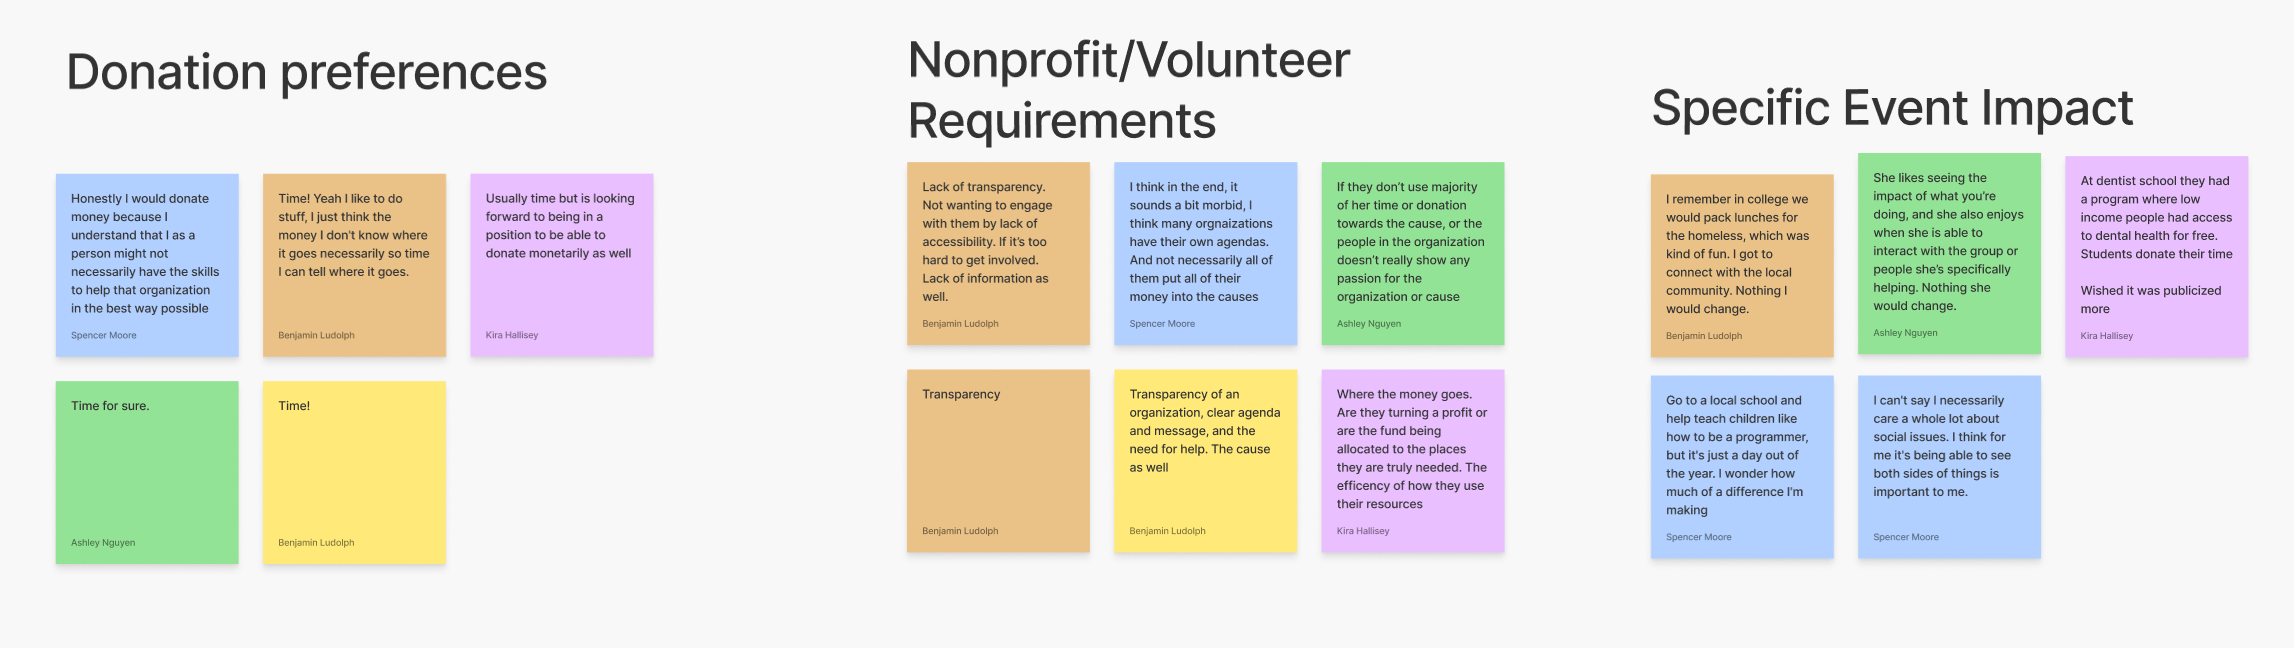 Donation preferences
Honestly I would donate
money because I
understand that I as a
person might not
necessarily have the skills
to help that organization
in the best way possible
Spencer Moore
Time! Yeah I like to do
stuff, I just think the
money I don't know where
it goes necessarily so time
I can tell where it goes.
Benjamin Ludolph
Usually time but is looking
forward to being in a
position to be able to
donate monetarily as well
Kira Hallisey
Time for sure.
Ashley Nguyen
Time!
Benjamin Ludolph
Nonprofit/Volunteer
Requirements
Lack of transparency.
Not wanting to engage
with them by lack of
accessibility. If it's too
hard to get involved.
Lack of information as
well.
Benjamin Ludolph
I think in the end, it
sounds a bit morbid, I
think many orgnaizations
have their own agendas.
And not necessarily all of
them put all of their
money into the causes
Spencer Moore
If they don't use majority
of her time or donation
towards the cause, or the
people in the organization
doesn't really show any
passion for the
organization or cause
Ashley Nguyen
Transparency
Benjamin Ludolph
Transparency of an
organization, clear agenda
and message, and the
need for help. The cause
as well
Benjamin Ludolph
Where the money goes.
Are they turning a profit or
are the fund being
allocated to the places
they are truly needed. The
efficency of how they use
their resources
Kira Hallisey
Specific Event Impact
I remember in college we
would pack lunches for
the homeless, which was
kind of fun. I got to
connect with the local
community. Nothing I
would change.
Benjamin Ludolph
She likes seeing the
impact of what you're
doing, and she also enjoys
when she is able to
interact with the group or
people she's specifically
helping. Nothing she
would change.
Ashley Nguyen
At dentist school they had
a program where low
income people had access
to dental health for free.
Students donate their time
Wished it was publicized
more
Kira Hallisey
Go to a local school and
help teach children like
how to be a programmer,
but it's just a day out of
the year. I wonder how
much of a difference I'm
making
Spencer Moore
I can't say I necessarily
care a whole lot about
social issues. I think for
me it's being able to see
both sides of things is
important to me.
Spencer Moore